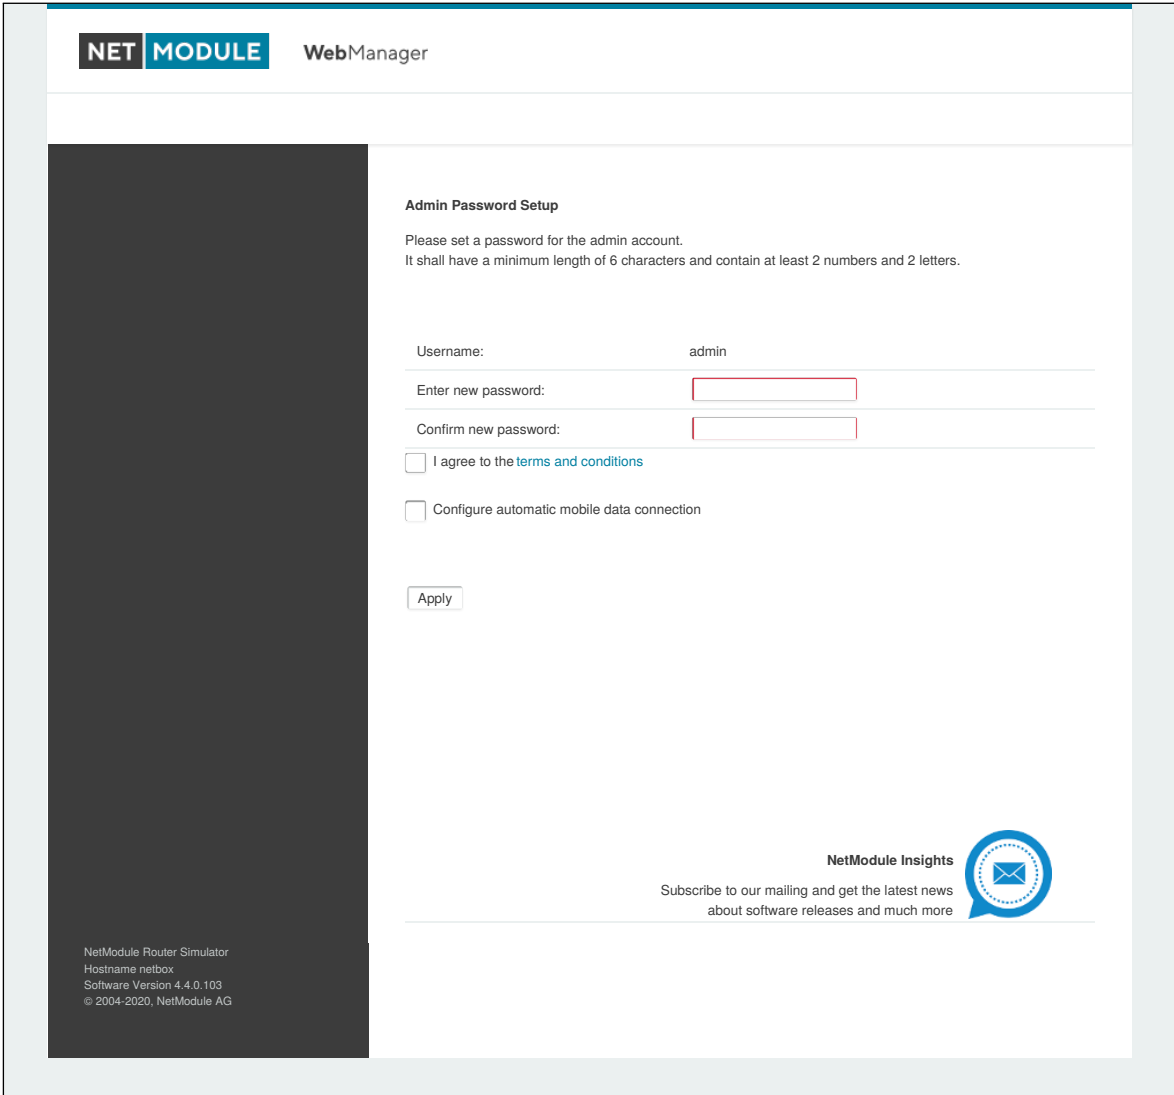 NET MODULE WebManager
Admin Password Setup
Please set a password for the admin account.
It shall have a minimum length of 6 characters and contain at least 2 numbers and 2 letters.
Username: admin
Enter new password:
Confirm new password:
I agree to the terms and conditions
Configure automatic mobile data connection
Apply
NetModule Insights
Subscribe to our mailing and get the latest news
about software releases and much more
NetModule Router Simulator
Hostname netbox
Software Version 4.4.0.103
© 2004-2020, NetModule AG